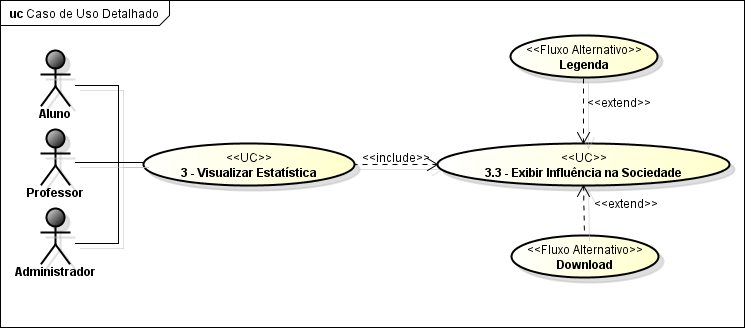 uc Caso de Uso Detalhado
Aluno
Professor
Administrador
<<UC>>
3 - Visualizar Estatística
<<include>>
<<Fluxo Alternativo>>
Legenda
<<extend>>
<<UC>>
3.3 - Exibir Influência na Sociedade
<<extend>>
<<Fluxo Alternativo>>
Download